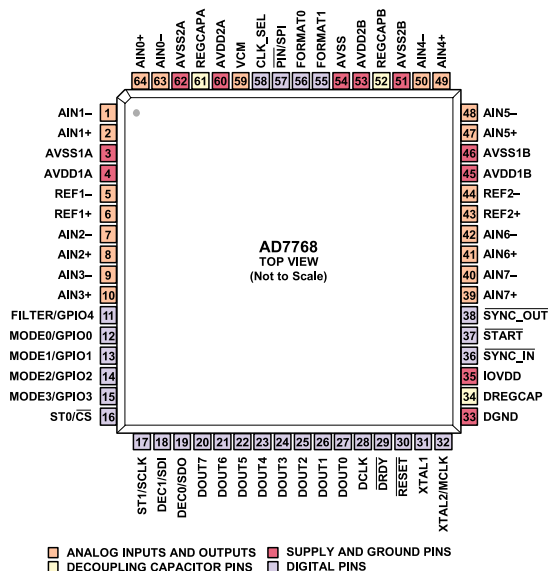 AIN0+
AIN0–
AVSS2A
REGCAPA
AVDD2A
VCM
CLK_SEL
PIN/SPI
FORMAT0
FORMAT1
AVSS
AVDD2B
REGCAPB
AVSS2B
AIN4–
AIN4+
64 63 62 61 60 59 58 57 56 55 54 53 52 51 50 49
AIN1– 1
AIN1+ 2
AVSS1A 3
AVDD1A 4
REF1– 5
REF1+ 6
AIN2– 7
AIN2+ 8
AIN3– 9
AIN3+ 10
FILTER/GPIO4 11
MODE0/GPIO0 12
MODE1/GPIO1 13
MODE2/GPIO2 14
MODE3/GPIO3 15
ST0/CS 16
AD7768
TOP VIEW
(Not to Scale)
48 AIN5–
47 AIN5+
46 AVSS1B
45 AVDD1B
44 REF2–
43 REF2+
42 AIN6–
41 AIN6+
40 AIN7–
39 AIN7+
38 SYNC_OUT
37 START
36 SYNC_IN
35 IOVDD
34 DREGCAP
33 DGND
17 18 19 20 21 22 23 24 25 26 27 28 29 30 31 32
ST1/SCLK
DEC1/SDI
DEC0/SDO
DOUT7
DOUT6
DOUT5
DOUT4
DOUT3
DOUT2
DOUT1
DOUT0
DCLK
DRDY
RESET
XTAL1
XTAL2/MCLK
ANALOG INPUTS AND OUTPUTS SUPPLY AND GROUND PINS
DECOUPLING CAPACITOR PINS DIGITAL PINS